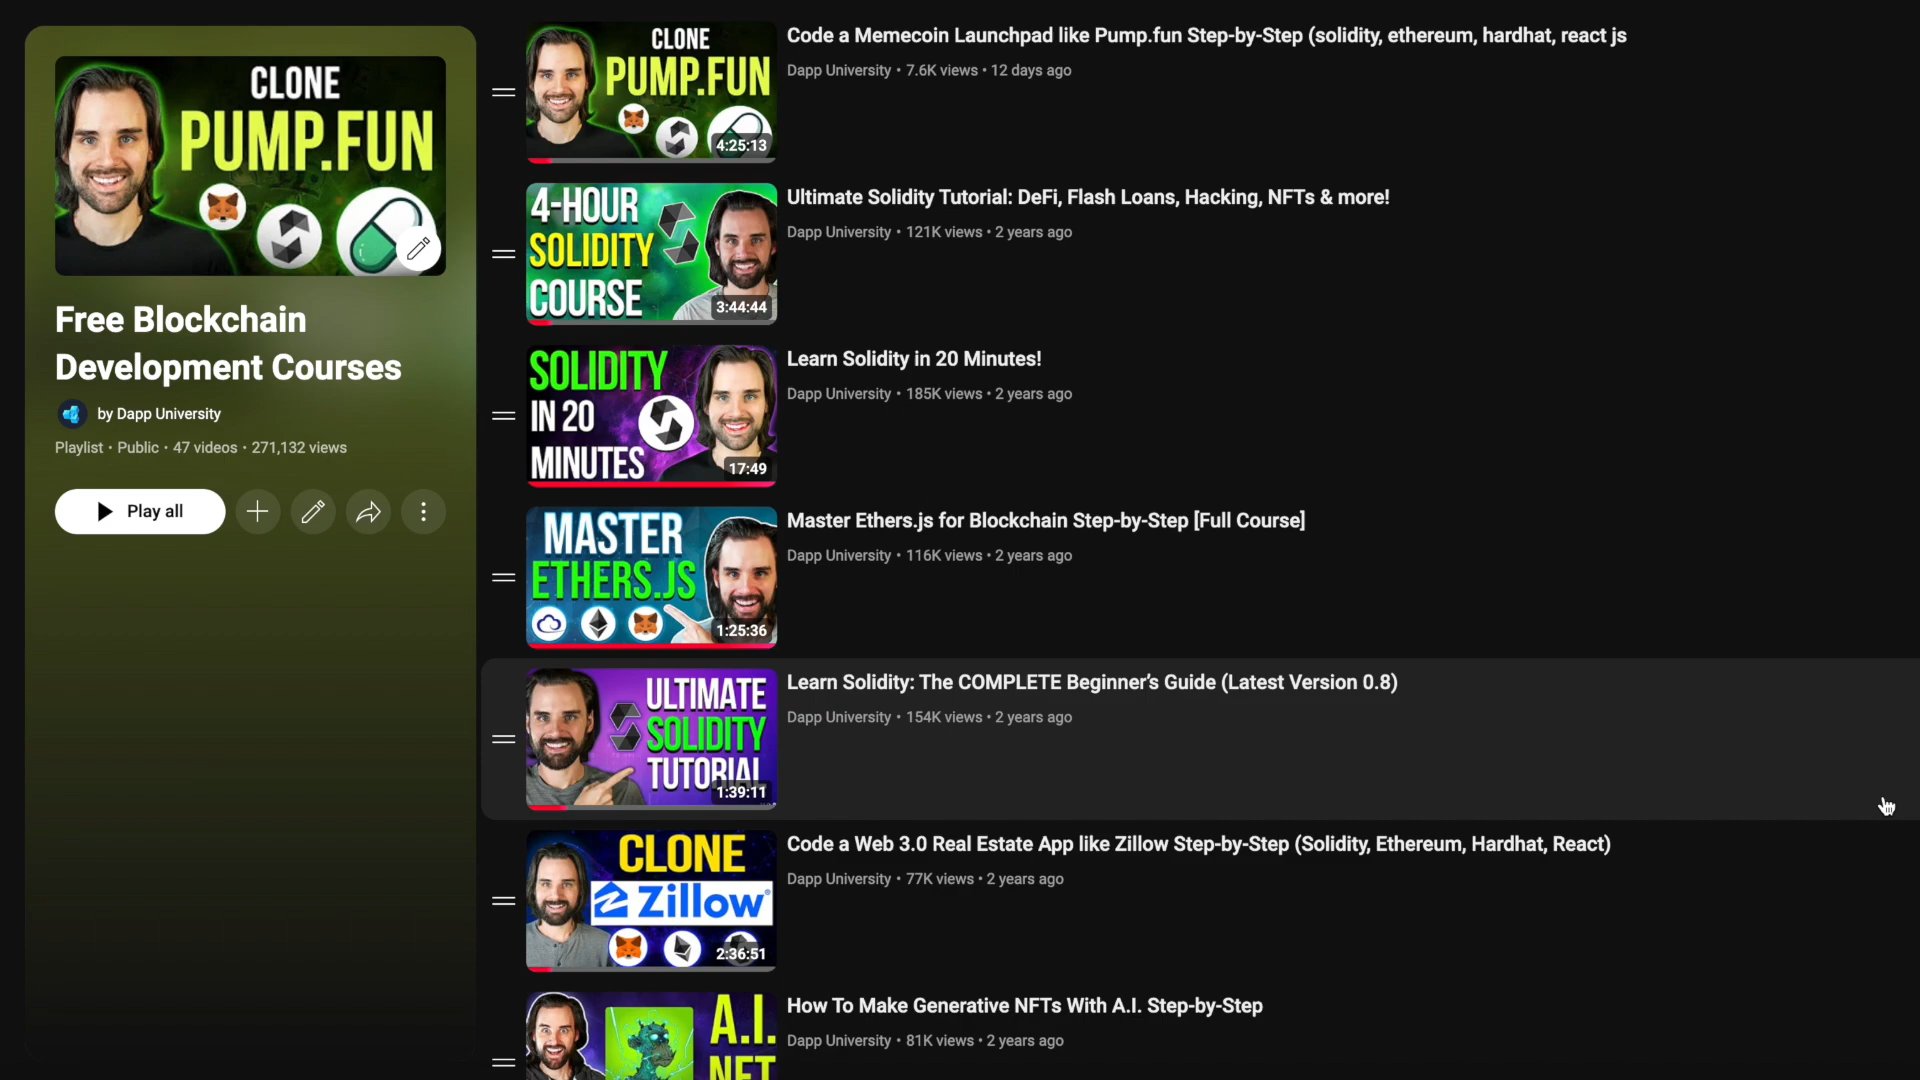 CLONE
PUMP.FUN
Free Blockchain
Development Courses
by Dapp University
Playlist • Public • 47 videos • 271,132 views
Play all
CLONE
PUMP.FUN
4:25:13
Code a Memecoin Launchpad like Pump.fun Step-by-Step (solidity, ethereum, hardhat, react js
Dapp University • 7.6K views • 12 days ago
4-HOUR
SOLIDITY
COURSE
3:44:44
Ultimate Solidity Tutorial: DeFi, Flash Loans, Hacking, NFTs & more!
Dapp University • 121K views • 2 years ago
SOLIDITY
IN 20
MINUTES
17:49
Learn Solidity in 20 Minutes!
Dapp University • 185K views • 2 years ago
MASTER
ETHERS.JS
1:25:36
Master Ethers.js for Blockchain Step-by-Step [Full Course]
Dapp University • 116K views • 2 years ago
ULTIMATE
SOLIDITY
TUTORIAL
1:39:11
Learn Solidity: The COMPLETE Beginner's Guide (Latest Version 0.8)
Dapp University • 154K views • 2 years ago
CLONE
Zillow
2:36:51
Code a Web 3.0 Real Estate App like Zillow Step-by-Step (Solidity, Ethereum, Hardhat, React)
Dapp University • 77K views • 2 years ago
A.I.
NFT
How To Make Generative NFTs With A.I. Step-by-Step
Dapp University • 81K views • 2 years ago